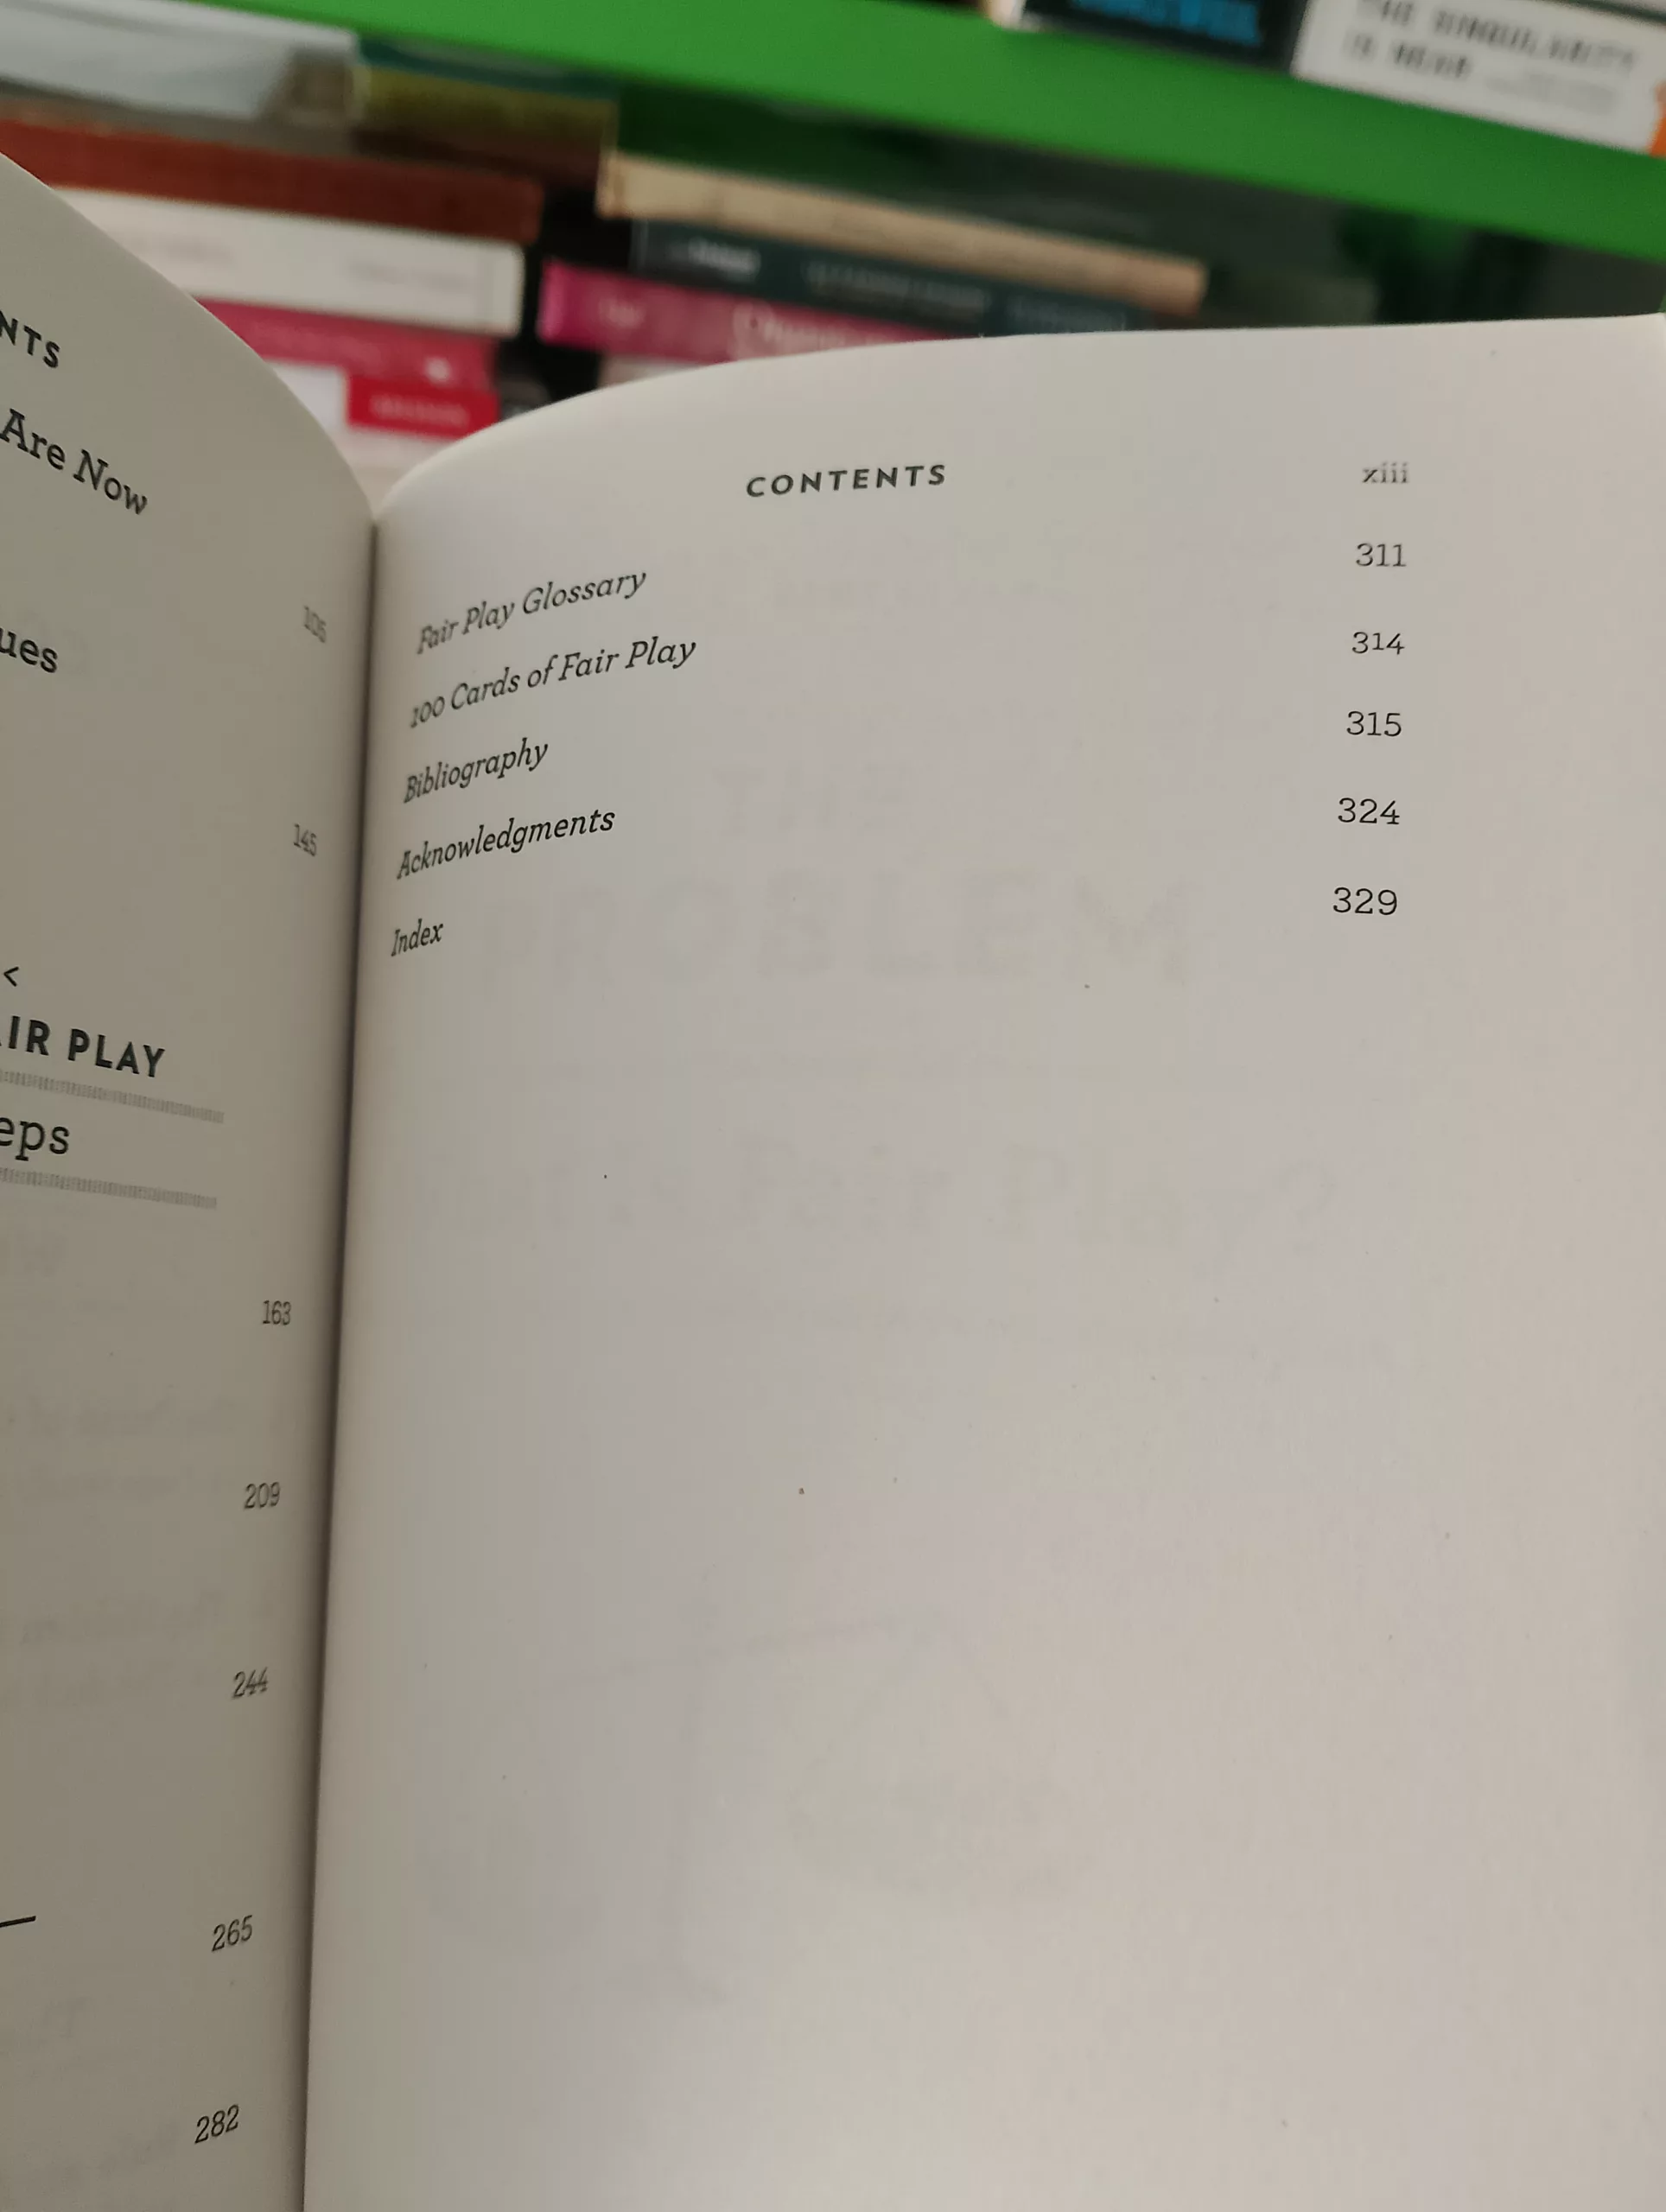 NTS
Are Now
105
ues
145
<
IR PLAY
eps
163
209
244
265
282
CONTENTS xiii
Fair Play Glossary 311
100 Cards of Fair Play 314
Bibliography 315
Acknowledgments 324
Index 329